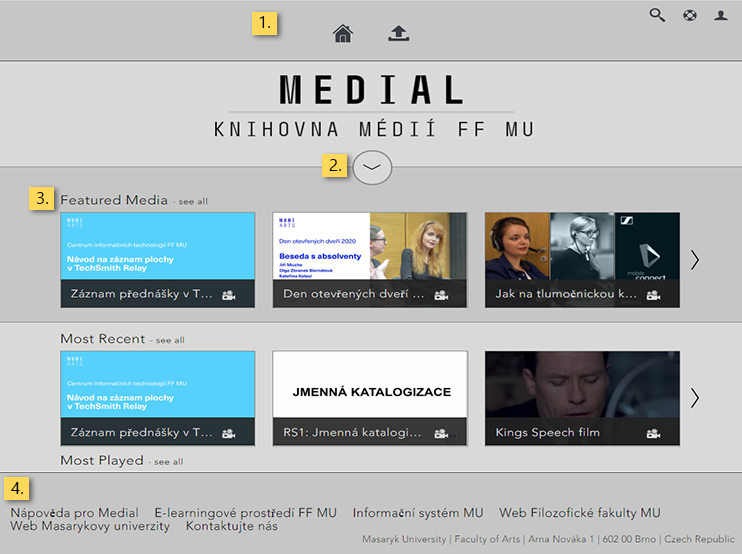 1.
MEDIAL
KNIHOVNA MÉDIÍ FF MU
2.
3.
Featured Media - see all
MUNI
ARTS
Centrum informačních technologií FF MU
Návod na záznam plochy
v TechSmith Relay
Záznam přednášky v T...
MUNI
ARTS
Den otevřených dveří 2020
Beseda s absolventy
Jiří Mucha
Olga Zbranek Biernátová
Kateřina Kalaol
Den otevřených dveří ...
mobile
connect
Jak na tlumočnickou k...
Most Recent - see all
MUNI
ARTS
Centrum informačních technologií FF MU
Návod na záznam plochy
v TechSmith Relay
Záznam přednášky v T...
JMENNÁ KATALOGIZACE
RS1: Jmenná katalogi...
Kings Speech film
Most Played - see all
4.
Nápověda pro Medial E-learningové prostředí FF MU Informační systém MU Web Filozofické fakulty MU
Web Masarykovy univerzity Kontaktujte nás
Masaryk University | Faculty of Arts | Arna Nováka 1 | 602 00 Brno | Czech Republic